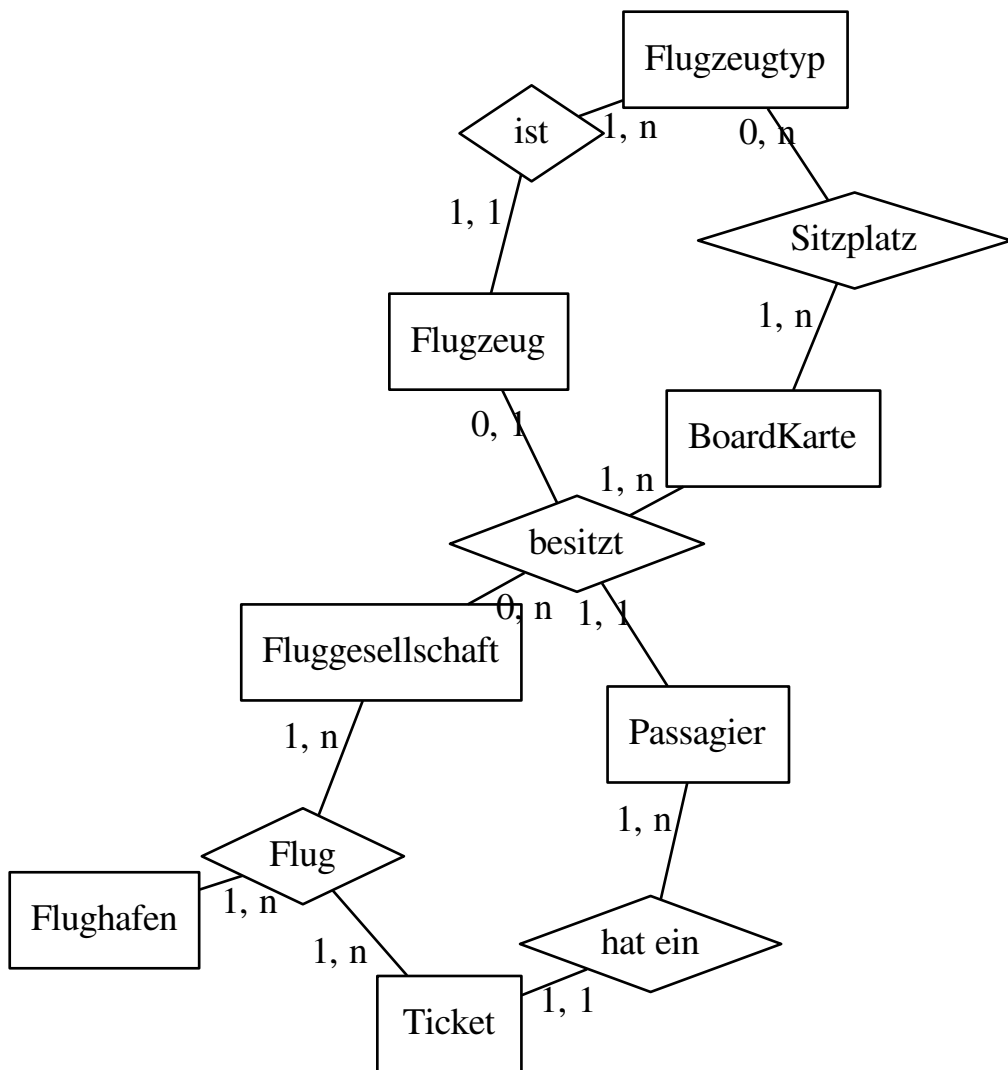 Flugzeugtyp
ist
1, n
0, n
1, 1
Sitzplatz
1, n
Flugzeug
0, 1
BoardKarte
1, n
besitzt
0, n
1, 1
Fluggesellschaft
1, n
Passagier
1, n
Flug
Flughafen
1, n
1, n
hat ein
1, 1
Ticket